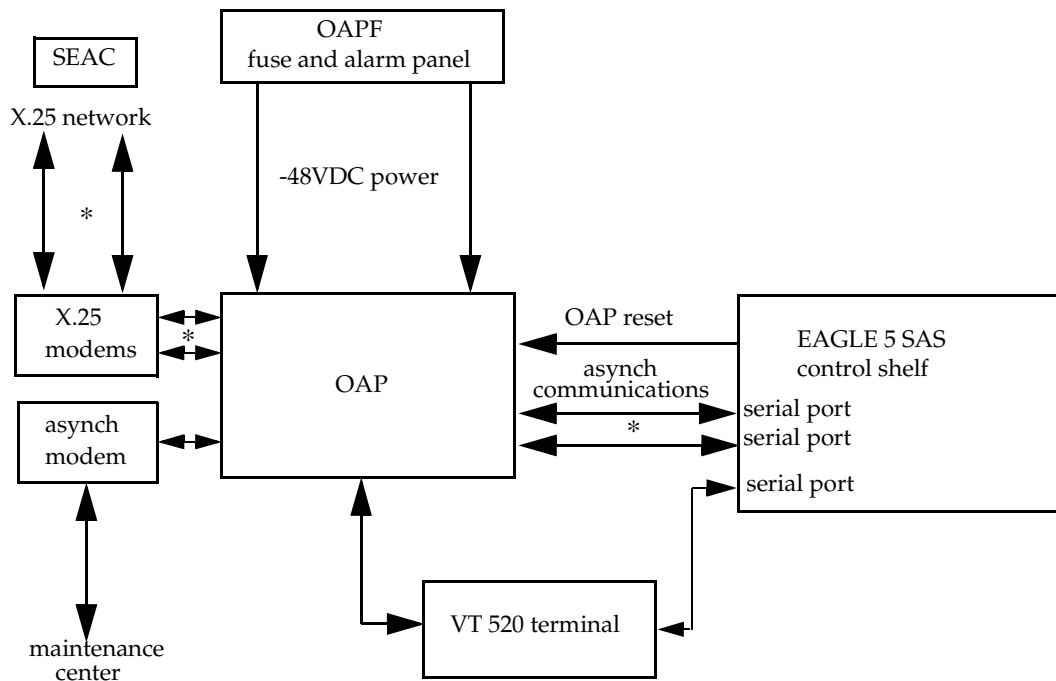 OAPF
fuse and alarm panel
SEAC
X.25 network
-48VDC power
*
X.25
modems
*
OAP
OAP reset
asynch
communications
*
EAGLE 5 SAS
control shelf
serial port
serial port
serial port
asynch
modem
VT 520 terminal
maintenance
center